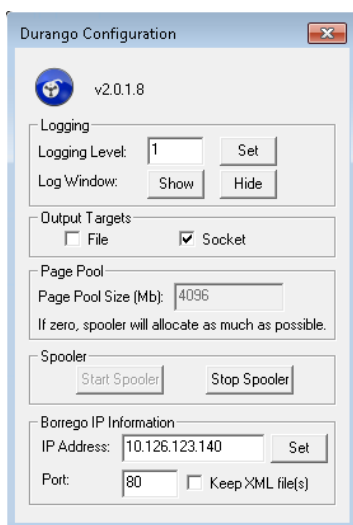 Durango Configuration
v2.0.1.8
Logging
Logging Level: 1 Set
Log Window: Show Hide
Output Targets
File Socket
Page Pool
Page Pool Size (Mb): 4096
If zero, spooler will allocate as much as possible.
Spooler
Start Spooler Stop Spooler
Borrego IP Information
IP Address: 10.126.123.140 Set
Port: 80 Keep XML file(s)